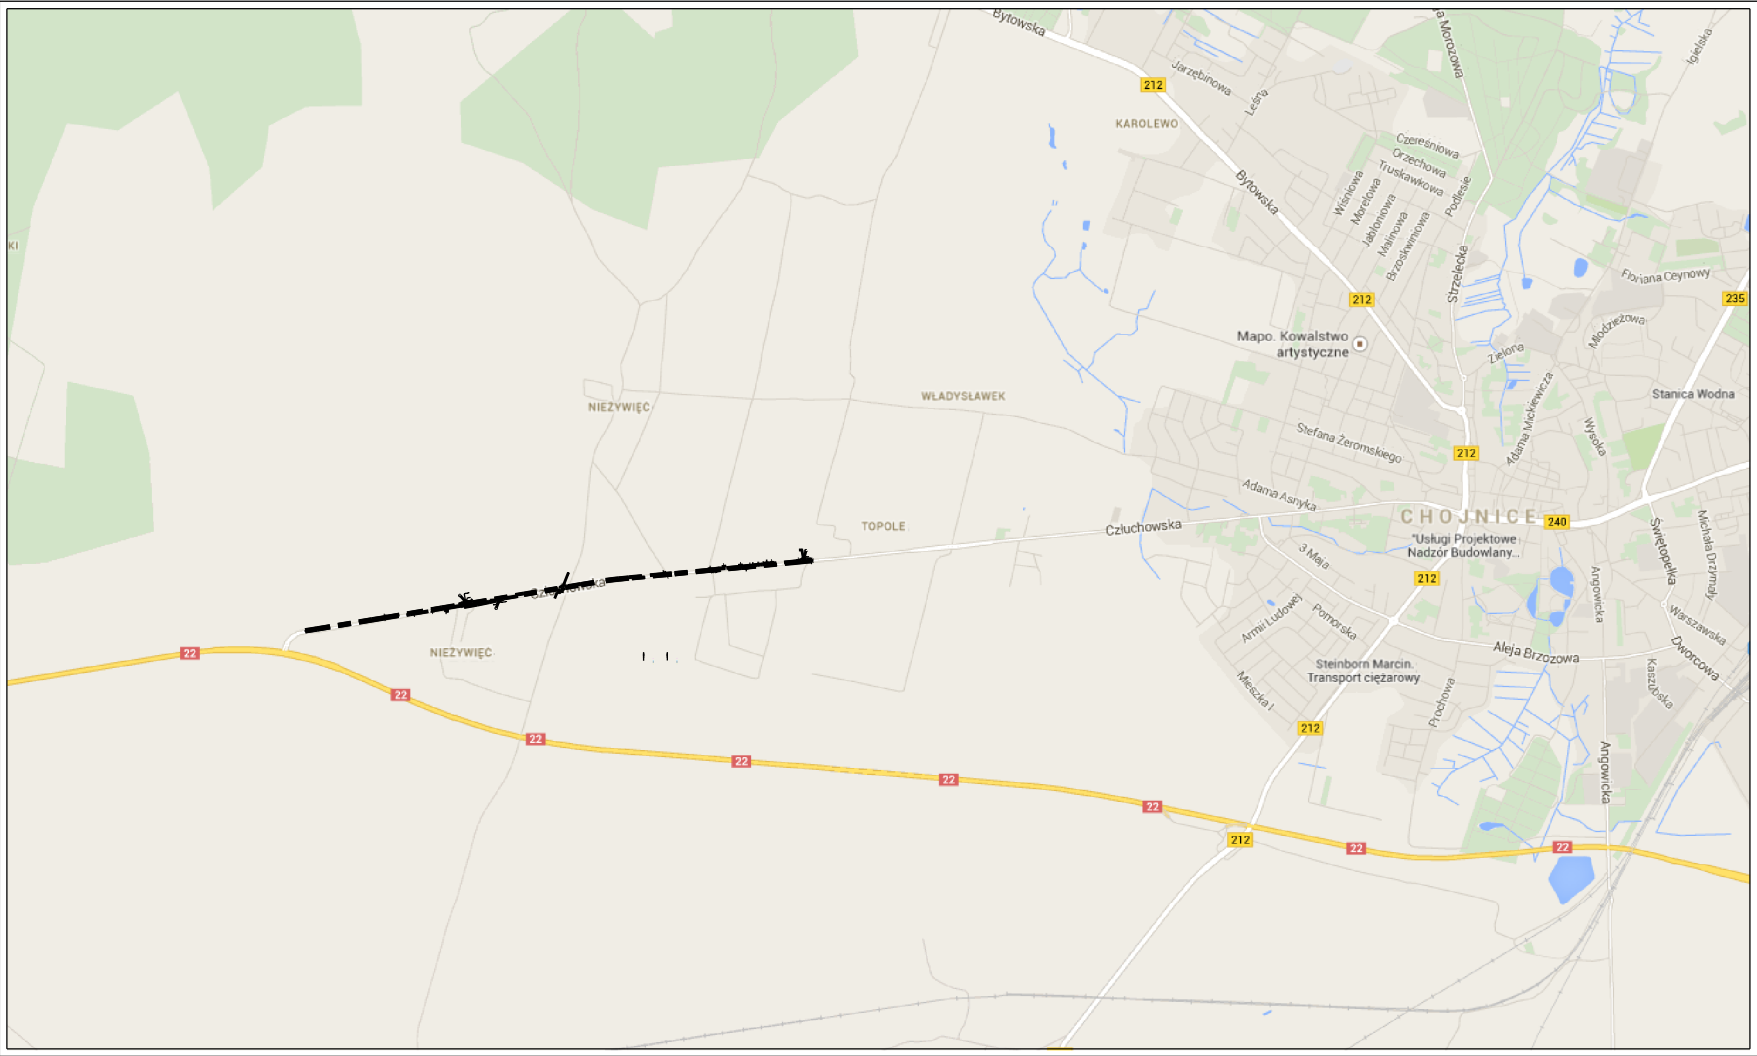 Bytowska
a Morozowa
Igielska
Jarzębinowa
212
Leśna
KAROLEWO
Czereśniowa
Orzechowa
Truskawkowa
Wiśniowa
Morelowa
Jabłoniowa
Malinowa
Brzoskwiniowa
Podlesie
Bytowska
KI
Strzelecka
Floriana Ceynowy
212
235
Młodzieżowa
Mapo. Kowalstwo
artystyczne
Zielona
Stanica Wodna
WŁADYSŁAWEK
NIEŻYWIĘĆ
Adama Mickiewicza
Wysoka
Stefana Żeromskiego
212
Adama Asnyka
TOPOLE
Człuchowska
CHOJNICE
240
"Usługi Projektowe
Nadzór Budowlany...
Świętopełka
Michała Drzymały
3 Maja
212
Angowicka
Człuchowska
Armii Ludowej
Pomorska
Warszawska
NIEŻYWIĘĆ
22
Aleja Brzozowa
Dworcowa
Steinborn Marcin.
Transport ciężarowy
Kaszubska
22
Mieszka I
Prochowa
212
22
22
22
Angowicka
22
212
22
22